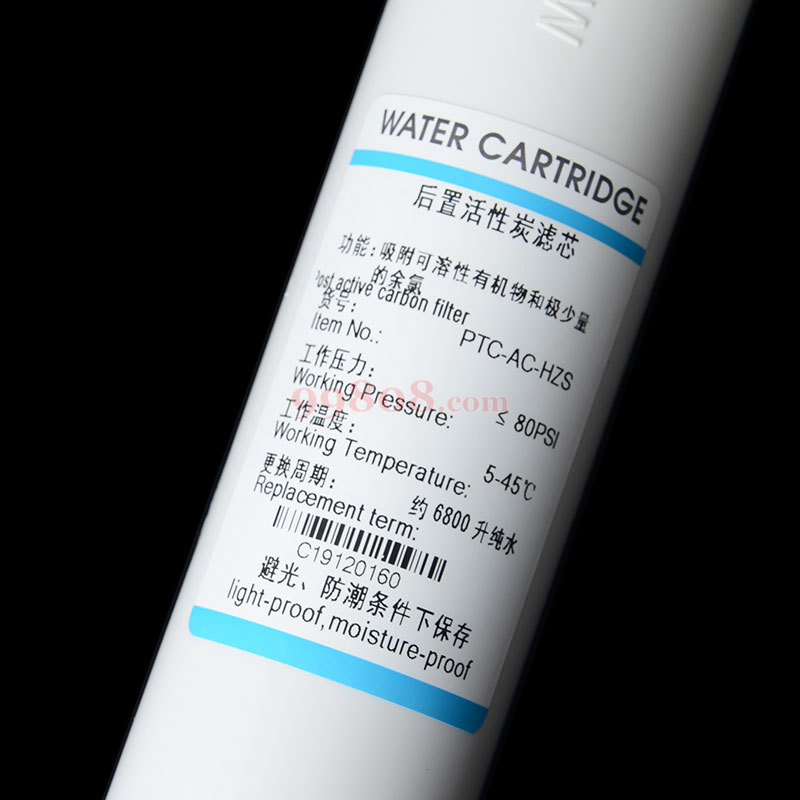 W
WATER CARTRIDGE
后置活性炭滤芯
功能：吸附可溶性有机物和极少量
的余氯
Post active carbon filter
货号：
Item No.: PTC-AC-HZS
工作压力：
Working Pressure: ≤ 80PSI
工作温度：
Working Temperature: 5-45℃
更换周期：
Replacement term: 约 6800 升纯水
C19120160
避光、防潮条件下保存
light-proof, moisture-proof
99808.com